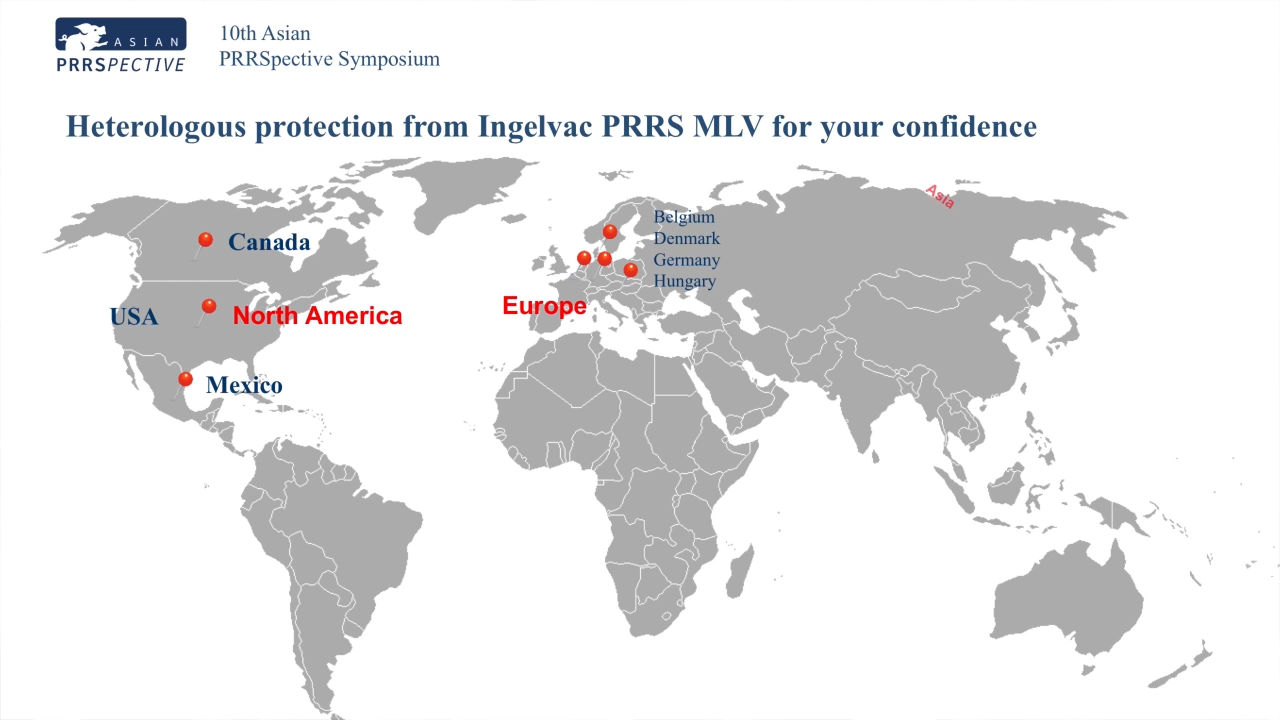 ASIAN
PRRSPECTIVE
10th Asian
PRRSpective Symposium
Heterologous protection from Ingelvac PRRS MLV for your confidence
Asia
Belgium
Denmark
Germany
Hungary
Canada
Europe
USA
North America
Mexico